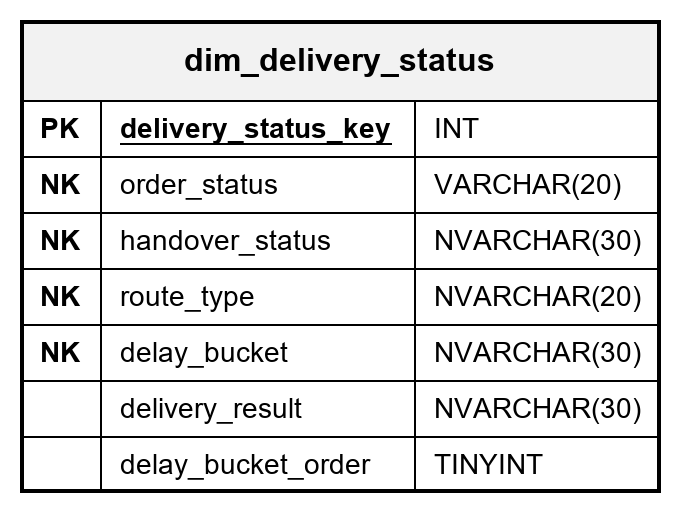 dim_delivery_status
PK delivery_status_key INT
NK order_status VARCHAR(20)
NK handover_status NVARCHAR(30)
NK route_type NVARCHAR(20)
NK delay_bucket NVARCHAR(30)
delivery_result NVARCHAR(30)
delay_bucket_order TINYINT